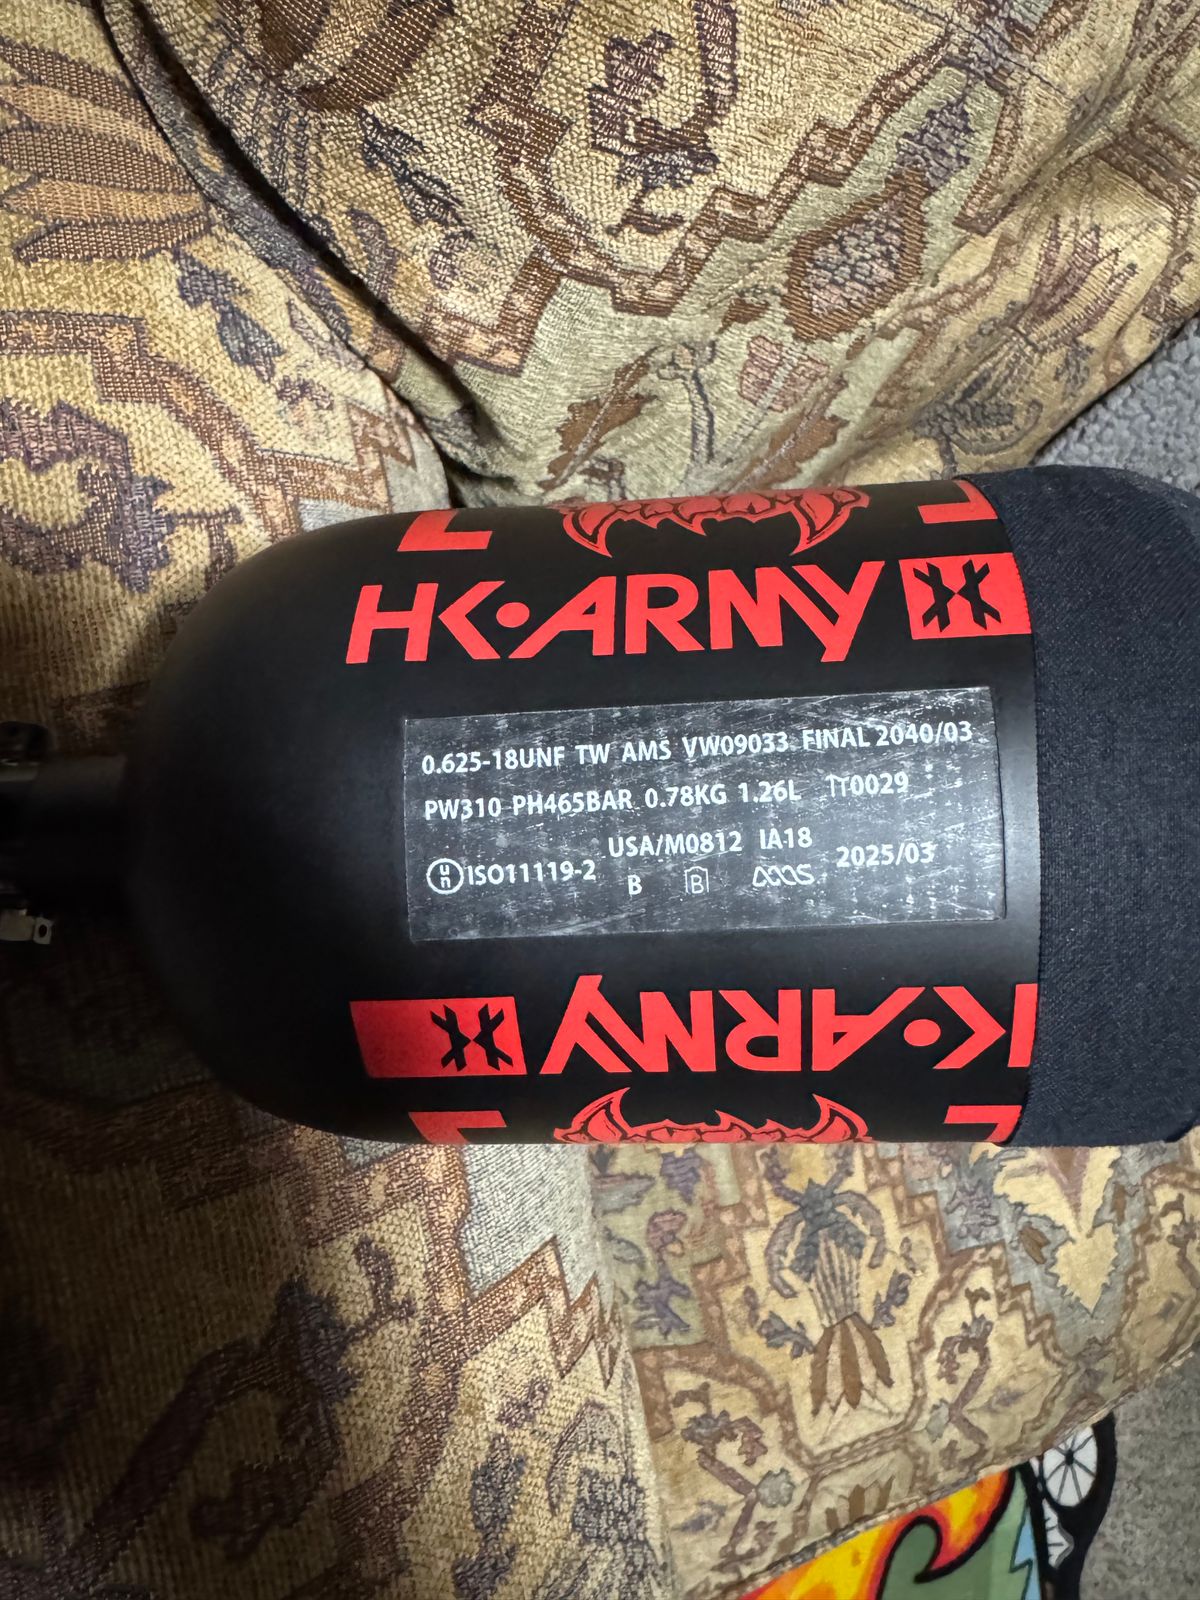 HK•ARMY
0.625-18UNF TW AMS VW09033 FINAL 2040/03
PW310 PH465BAR 0.78KG 1.26L TT0029
USA/M0812 IA18
un ISO11119-2 B B 2025/03
K•ARMY